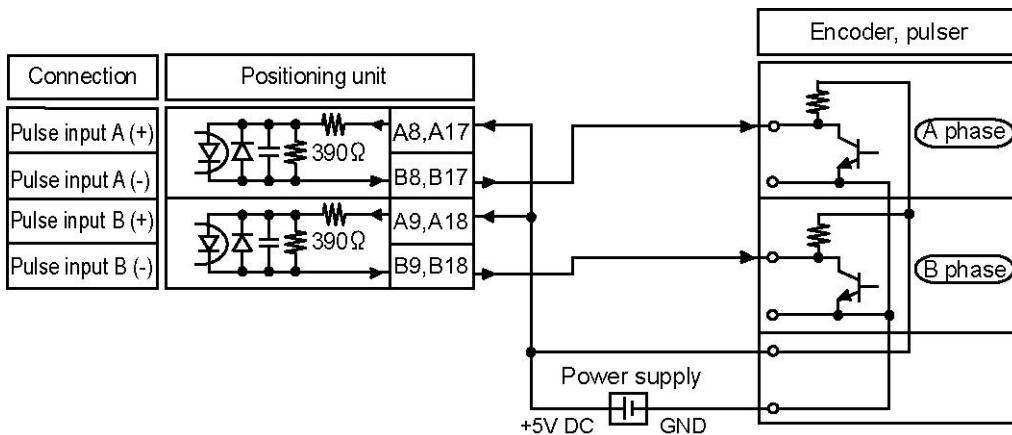 Encoder, pulser
Connection
Positioning unit
Pulse input A (+)
390Ω
A8,A17
A phase
Pulse input A (-)
B8,B17
Pulse input B (+)
390Ω
A9,A18
Pulse input B (-)
B9,B18
B phase
Power supply
+5V DC
GND